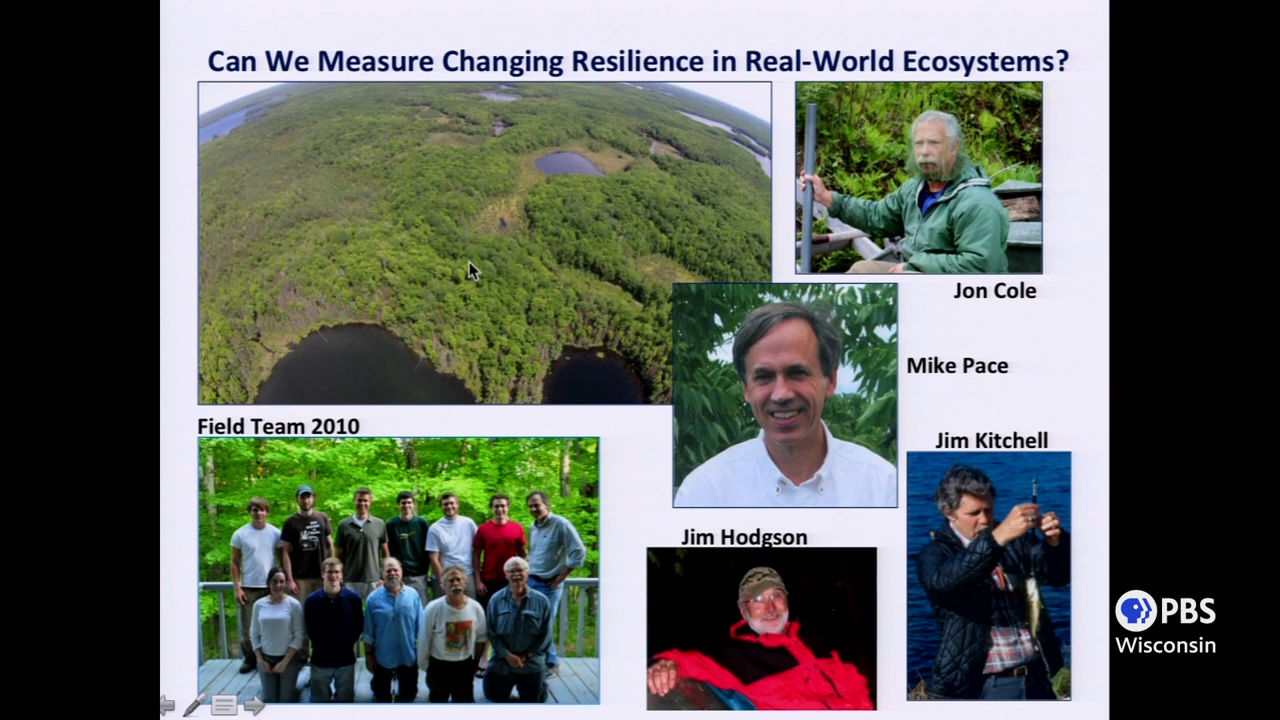 Can We Measure Changing Resilience in Real-World Ecosystems?
Jon Cole
Mike Pace
Field Team 2010
Jim Kitchell
Jim Hodgson
PBS
Wisconsin